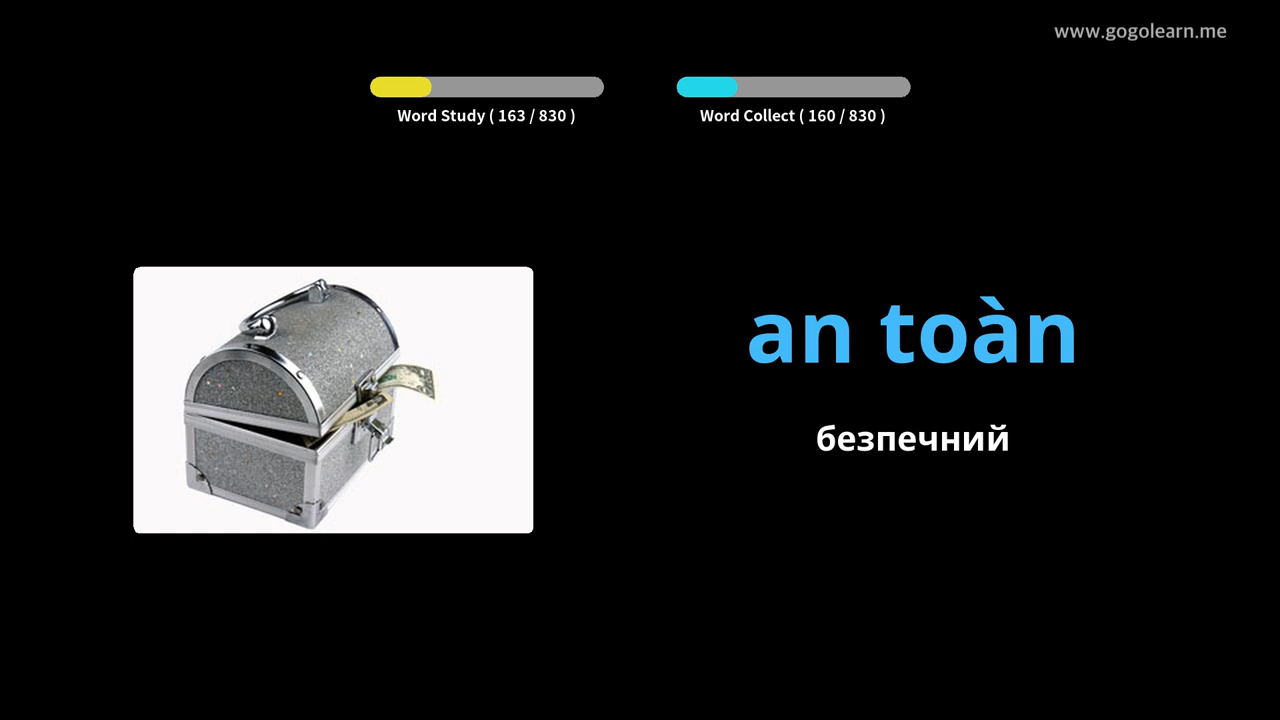 www.gogolearn.me
Word Study ( 163 / 830 )
Word Collect ( 160 / 830 )
an toàn
безпечний